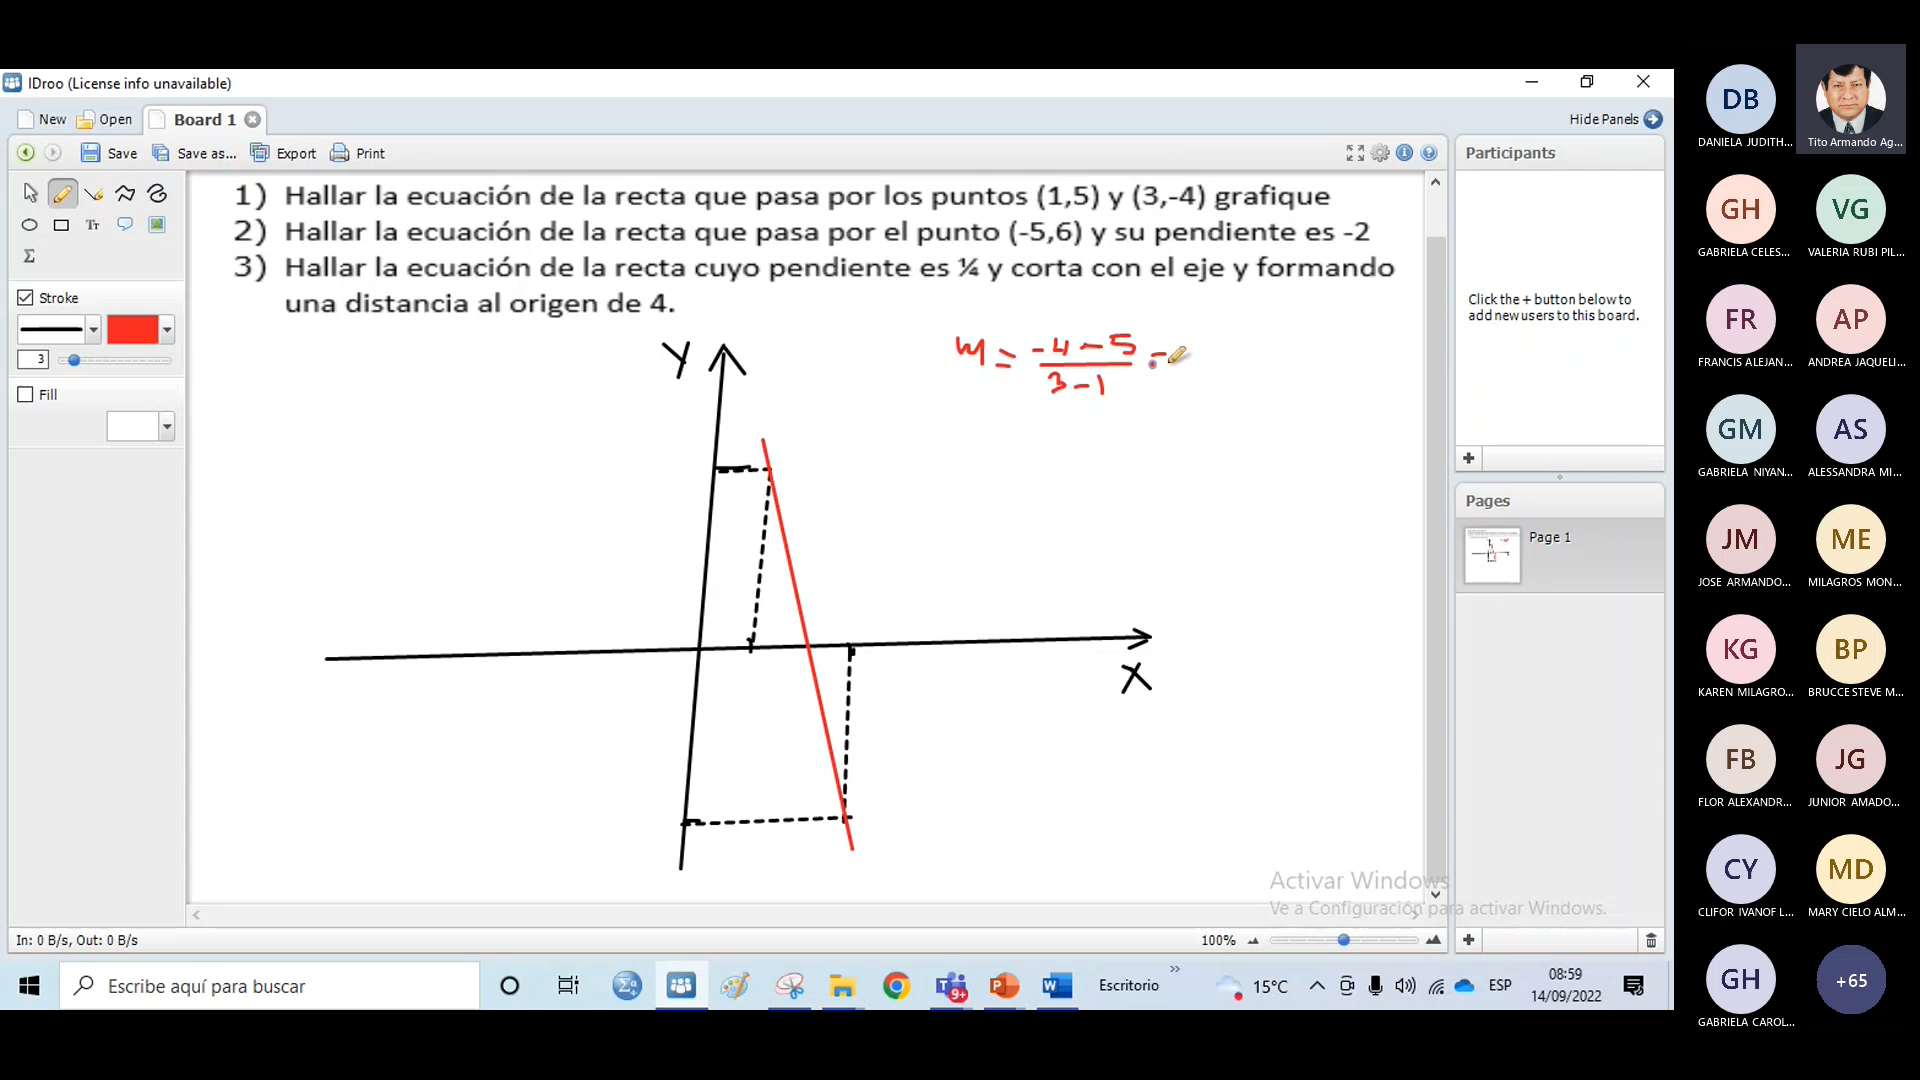 IDroo (License info unavailable)
New Open Board 1 Hide Panels
Save Save as... Export Print
Participants
1) Hallar la ecuación de la recta que pasa por los puntos (1,5) y (3,-4) grafique
2) Hallar la ecuación de la recta que pasa por el punto (-5,6) y su pendiente es -2
3) Hallar la ecuación de la recta cuyo pendiente es ¼ y corta con el eje y formando
una distancia al origen de 4.
Tr
Σ
Stroke
3
Fill
Y
m = -4 - 5
3 - 1
X
Click the + button below to
add new users to this board.
Pages
Page 1
Activar Windows
Ve a Configuración para activar Windows.
In: 0 B/s, Out: 0 B/s
100%
Escribe aquí para buscar
9+
Escritorio
15°C
ESP
08:59
14/09/2022
DB
DANIELA JUDITH...
Tito Armando Ag...
GH
GABRIELA CELES...
VG
VALERIA RUBI PIL...
FR
FRANCIS ALEJAN...
AP
ANDREA JAQUELI...
GM
GABRIELA NIYAN...
AS
ALESSANDRA MI...
JM
JOSE ARMANDO...
ME
MILAGROS MON...
KG
KAREN MILAGRO...
BP
BRUCCE STEVE M...
FB
FLOR ALEXANDR...
JG
JUNIOR AMADO...
CY
CLIFOR IVANOF L...
MD
MARY CIELO ALM...
GH
GABRIELA CAROL...
+65